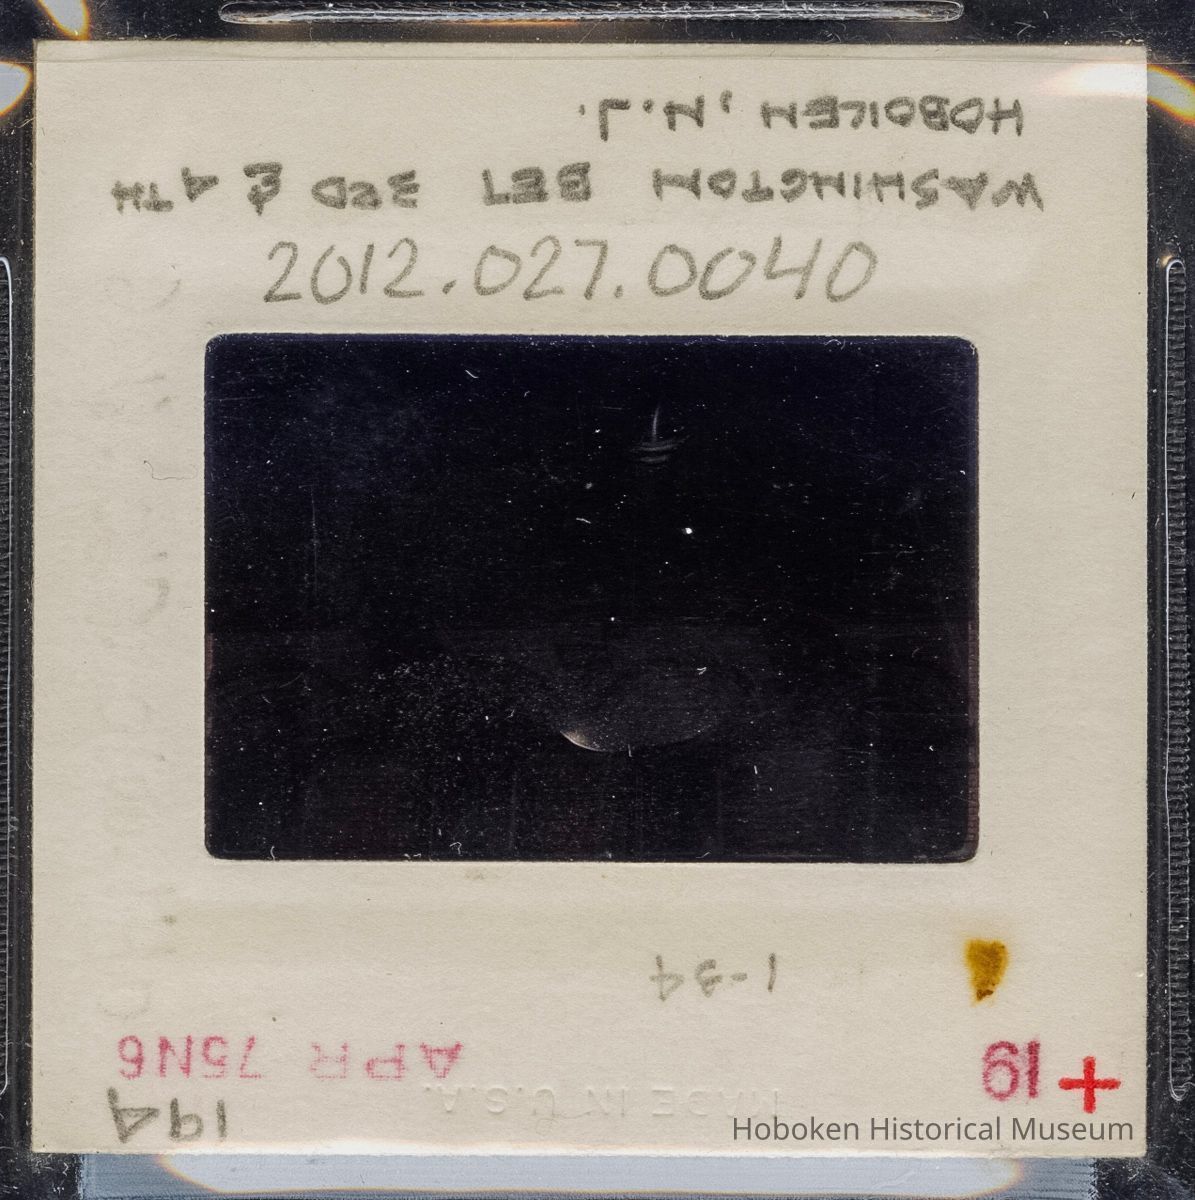 WASHINGTON BET 3RD & 4TH
HOBOKEN, N.J.
2012.027.0040
1-34
19
APR 75N6
MADE IN U.S.A.
19A
Hoboken Historical Museum